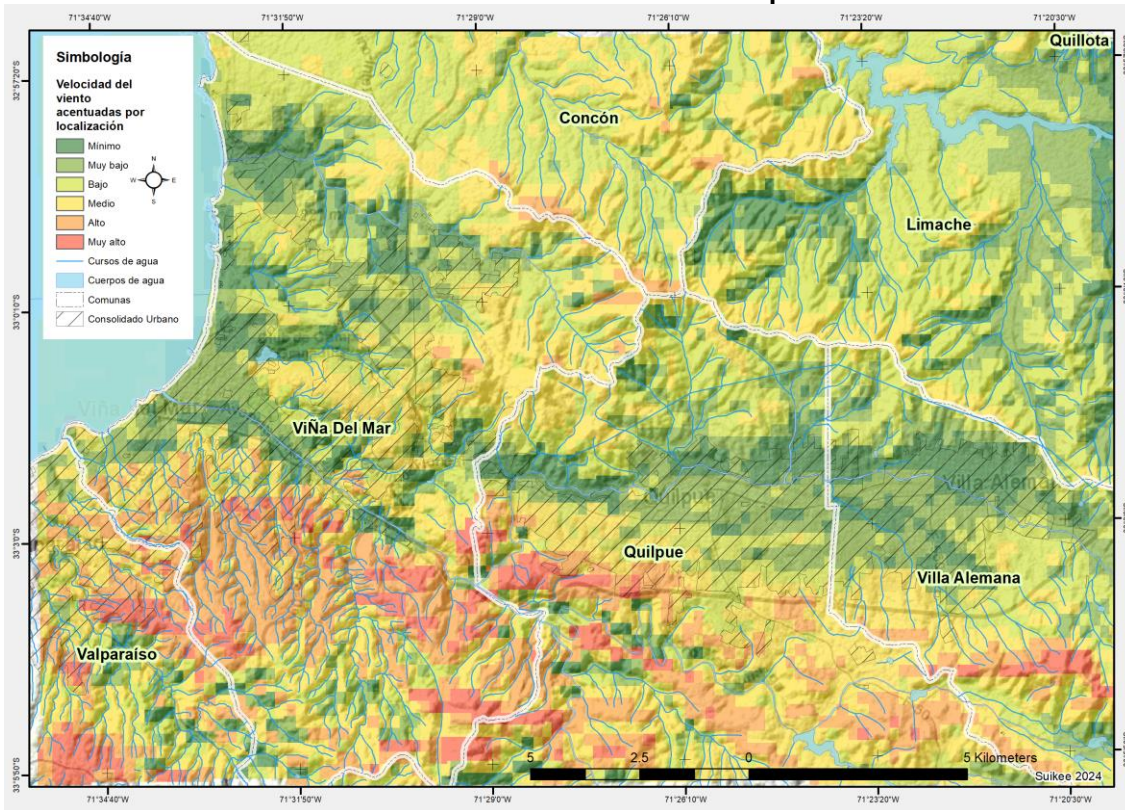 71°34'40"W 71°31'50"W 71°29'0"W 71°26'10"W 71°23'20"W 71°20'30"W
Simbología
Velocidad del
viento
acentuadas por
localización
Mínimo
Muy bajo
Bajo
Medio
Alto
Muy alto
Cursos de agua
Cuerpos de agua
Comunas
Consolidado Urbano
N
W E
S
32°57'20"S
33°0'10"S
33°3'0"S
33°5'50"S
Quillota
Concón
Limache
Viña del Mar
ViÑa Del Mar
Quilpué
Villa Alemana
Quilpue
Villa Alemana
Valparaíso
5 2.5 0 5 Kilometers
Suikee 2024
71°34'40"W 71°31'50"W 71°29'0"W 71°26'10"W 71°23'20"W 71°20'30"W